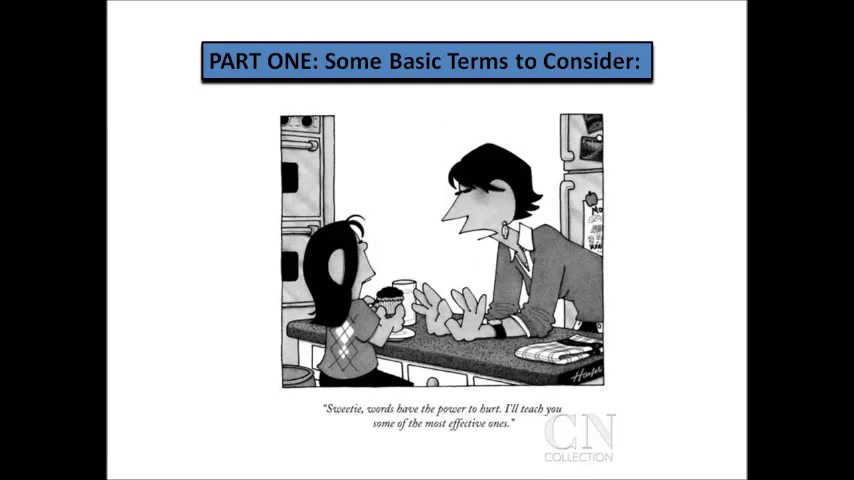 PART ONE: Some Basic Terms to Consider:
“Sweetie, words have the power to hurt. I’ll teach you
some of the most effective ones.”
CN
COLLECTION